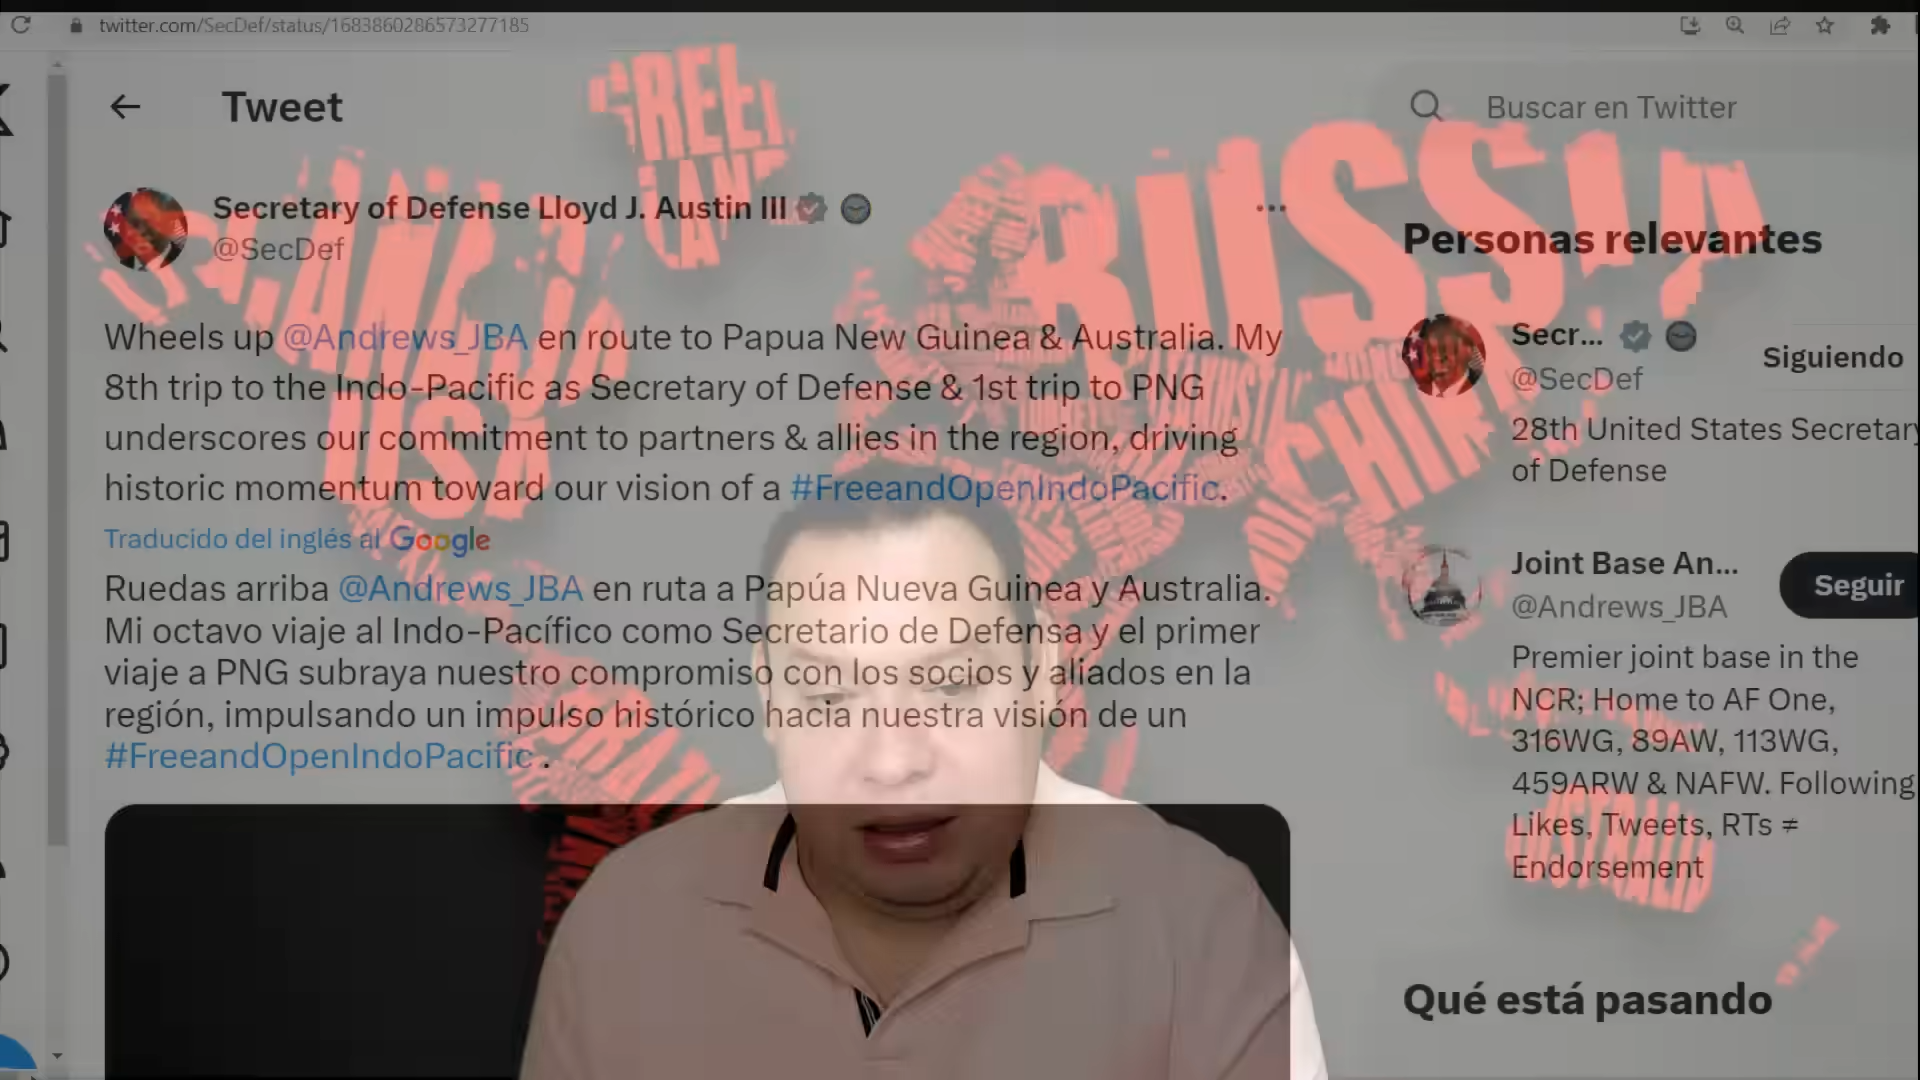 twitter.com/SecDef/status/1683860286573277185
Tweet
Buscar en Twitter
Secretary of Defense Lloyd J. Austin III
@SecDef
Wheels up @Andrews_JBA en route to Papua New Guinea & Australia. My
8th trip to the Indo-Pacific as Secretary of Defense & 1st trip to PNG
underscores our commitment to partners & allies in the region, driving
historic momentum toward our vision of a #FreeandOpenIndoPacific.
Traducido del inglés al Google
Ruedas arriba @Andrews_JBA en ruta a Papúa Nueva Guinea y Australia.
Mi octavo viaje al Indo-Pacífico como Secretario de Defensa y el primer
viaje a PNG subraya nuestro compromiso con los socios y aliados en la
región, impulsando un impulso histórico hacia nuestra visión de un
#FreeandOpenIndoPacific .
Personas relevantes
Secr...
@SecDef
Siguiendo
28th United States Secretary
of Defense
Joint Base An...
@Andrews_JBA
Seguir
Premier joint base in the
NCR; Home to AF One,
316WG, 89AW, 113WG,
459ARW & NAFW. Following
Likes, Tweets, RTs ≠
Endorsement
Qué está pasando
RUSSIA
USA
CHINA